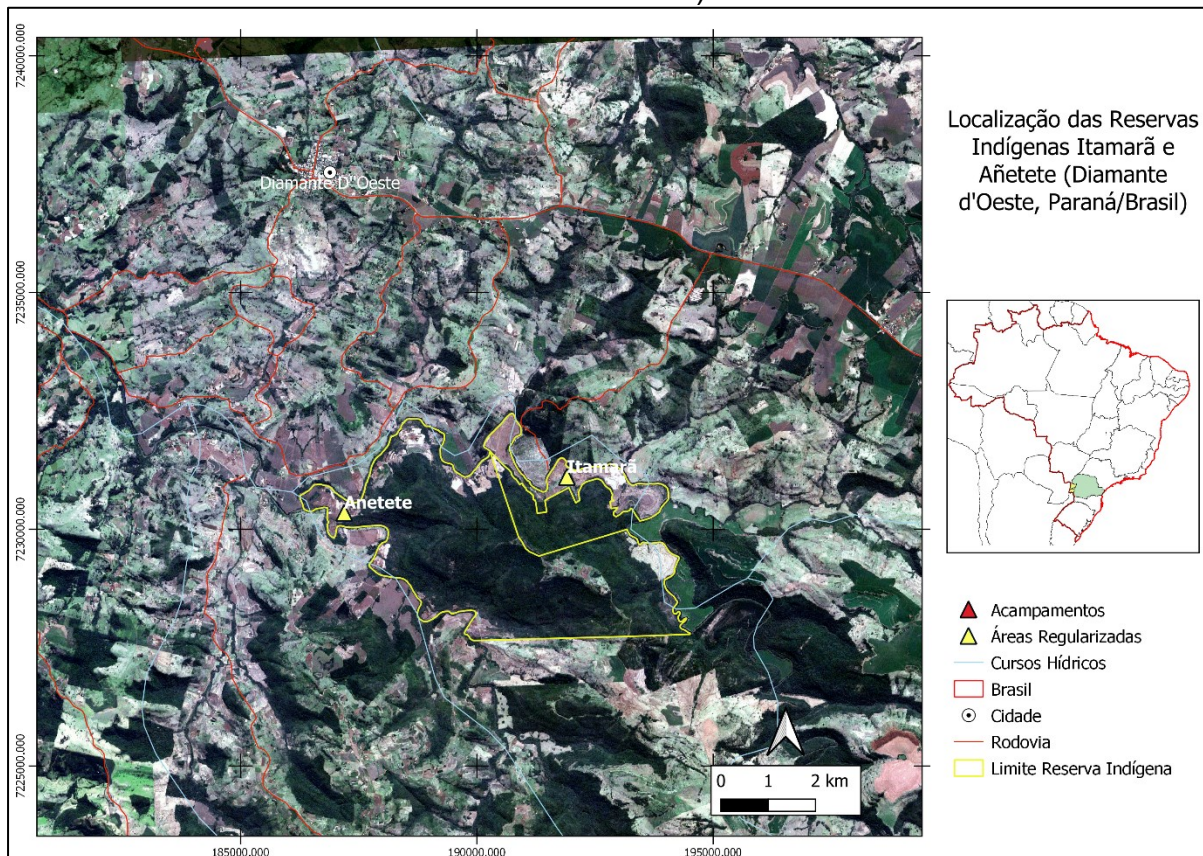 Localização das Reservas
Indígenas Itamarã e
Añetete (Diamante
d'Oeste, Paraná/Brasil)
7240000.000
7235000.000
7230000.000
7225000.000
185000.000
190000.000
195000.000
Diamante D''Oeste
Itamarã
Anetete
0 1 2 km
Acampamentos
Áreas Regularizadas
Cursos Hídricos
Brasil
Cidade
Rodovia
Limite Reserva Indígena